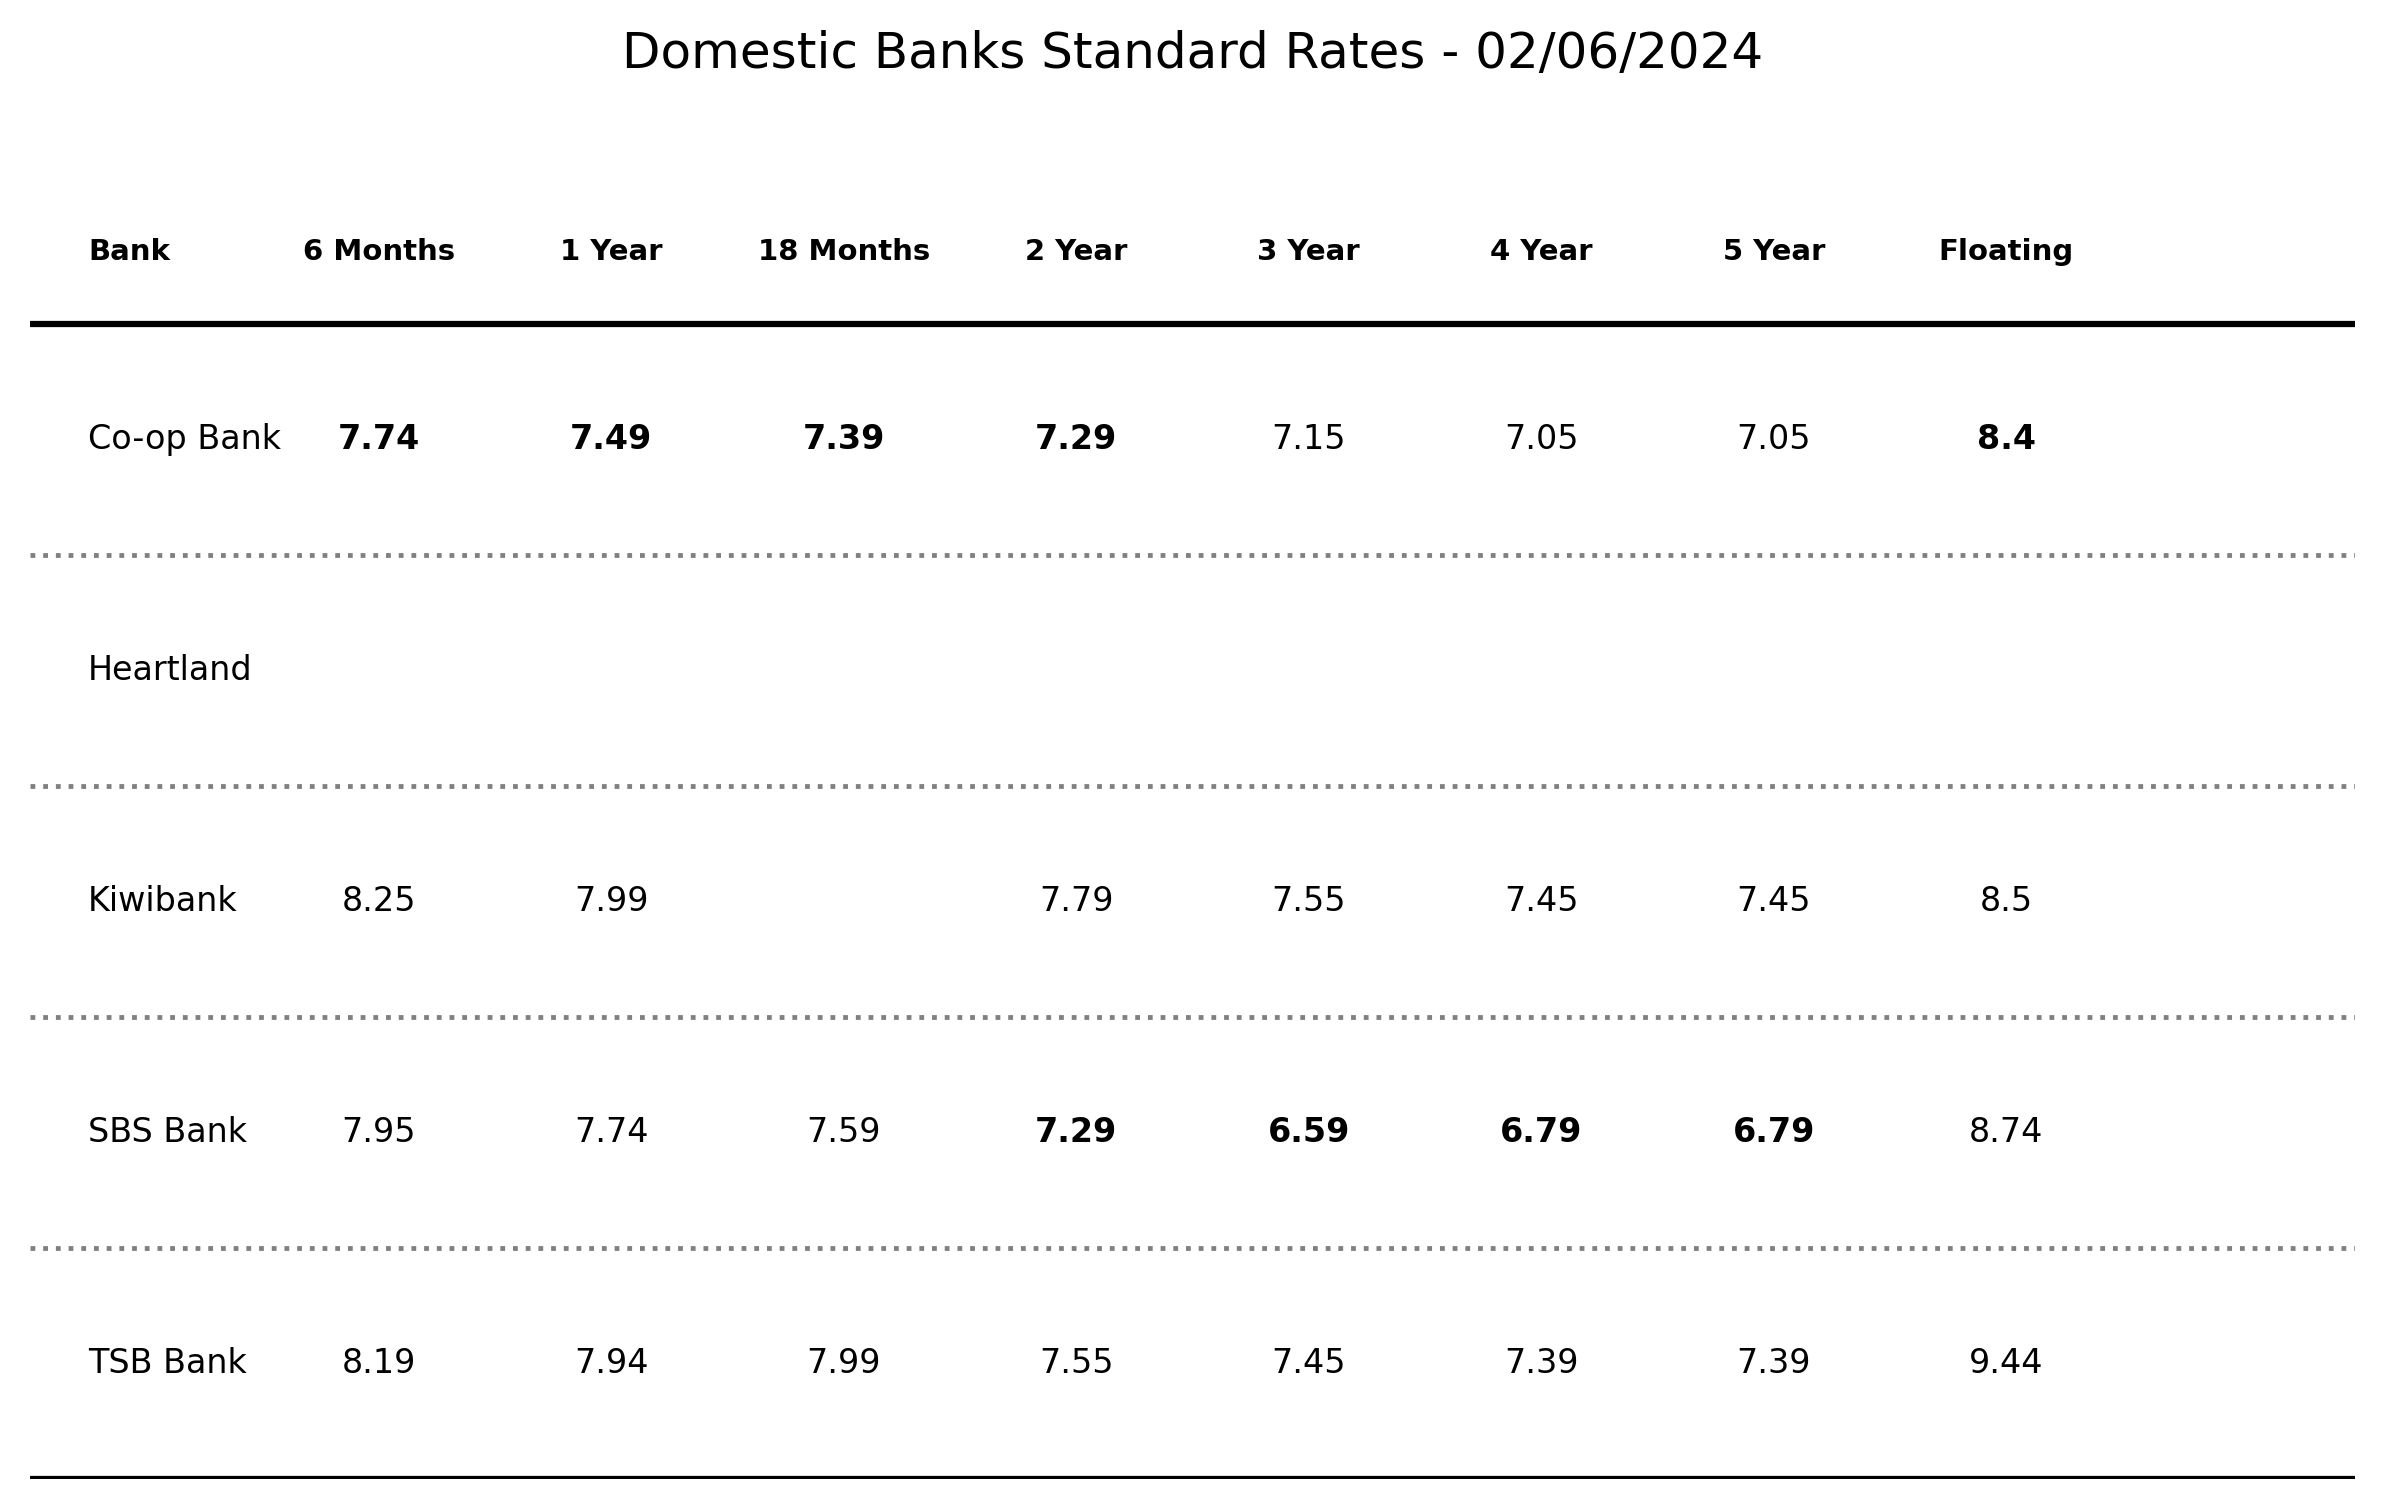 Domestic Banks Standard Rates - 02/06/2024
Bank 6 Months 1 Year 18 Months 2 Year 3 Year 4 Year 5 Year Floating
Co-op Bank 7.74 7.49 7.39 7.29 7.15 7.05 7.05 8.4
Heartland
Kiwibank 8.25 7.99 7.79 7.55 7.45 7.45 8.5
SBS Bank 7.95 7.74 7.59 7.29 6.59 6.79 6.79 8.74
TSB Bank 8.19 7.94 7.99 7.55 7.45 7.39 7.39 9.44